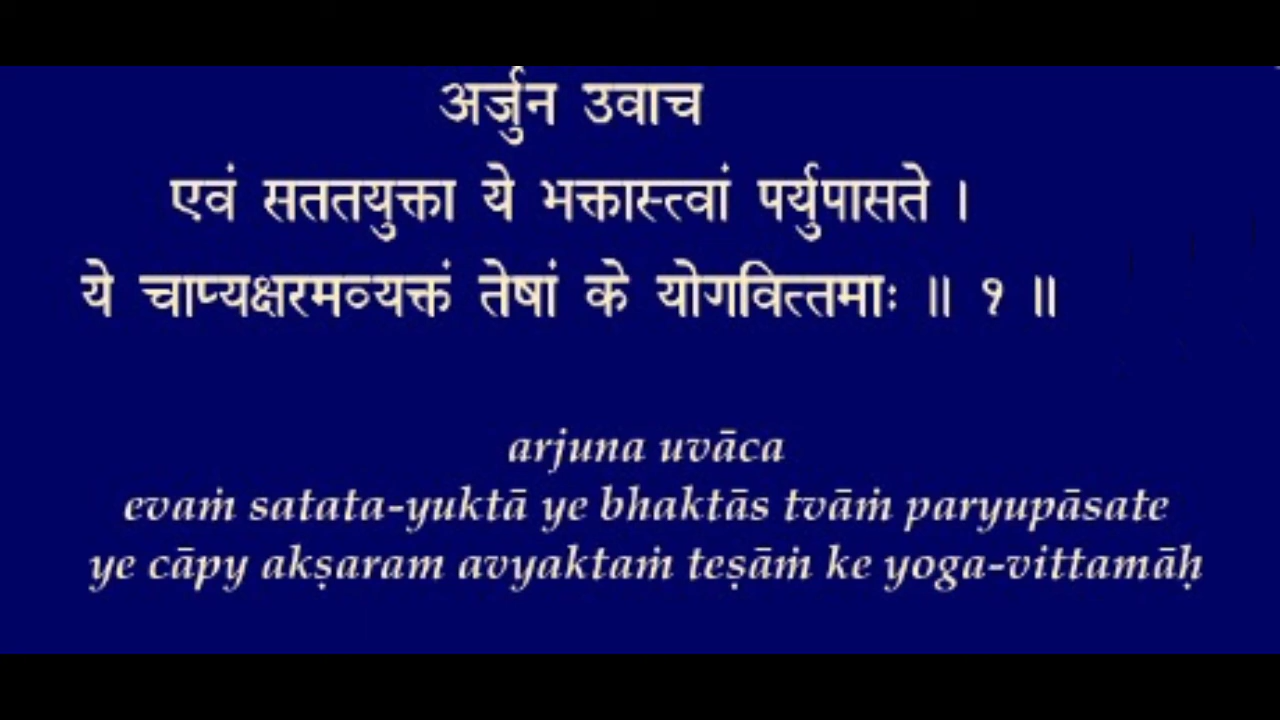 अर्जुन उवाच
एवं सततयुक्ता ये भक्तास्त्वां पर्युपासते ।
ये चाप्यक्षरमव्यक्तं तेषां के योगवित्तमाः ॥ १ ॥
arjuna uvāca
evaṁ satata-yuktā ye bhaktās tvāṁ paryupāsate
ye cāpy akṣaram avyaktaṁ teṣāṁ ke yoga-vittamāḥ